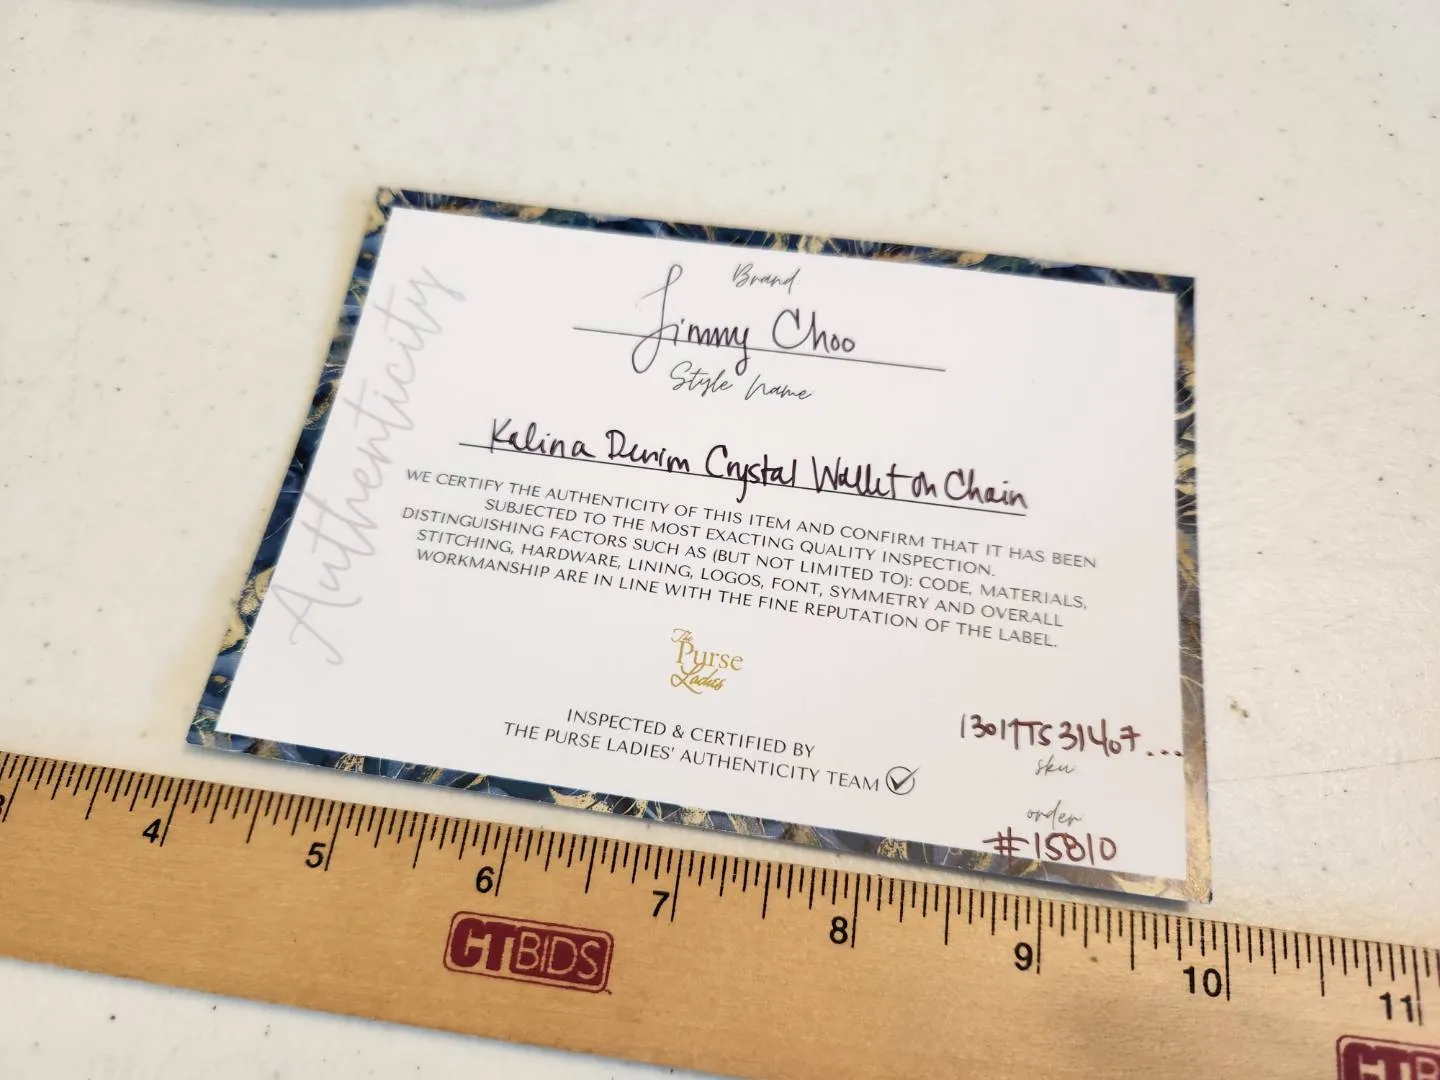 Authenticity
Brand
Jimmy Choo
Style Name
Kalina Denim Crystal Wallet on Chain
WE CERTIFY THE AUTHENTICITY OF THIS ITEM AND CONFIRM THAT IT HAS BEEN
SUBJECTED TO THE MOST EXACTING QUALITY INSPECTION.
DISTINGUISHING FACTORS SUCH AS (BUT NOT LIMITED TO): CODE, MATERIALS,
STITCHING, HARDWARE, LINING, LOGOS, FONT, SYMMETRY AND OVERALL
WORKMANSHIP ARE IN LINE WITH THE FINE REPUTATION OF THE LABEL.
The
Purse
Ladies
INSPECTED & CERTIFIED BY
THE PURSE LADIES' AUTHENTICITY TEAM
sku
order
#15810
3 4 5 6 7 8 9 10 11
CTBIDS
CTB